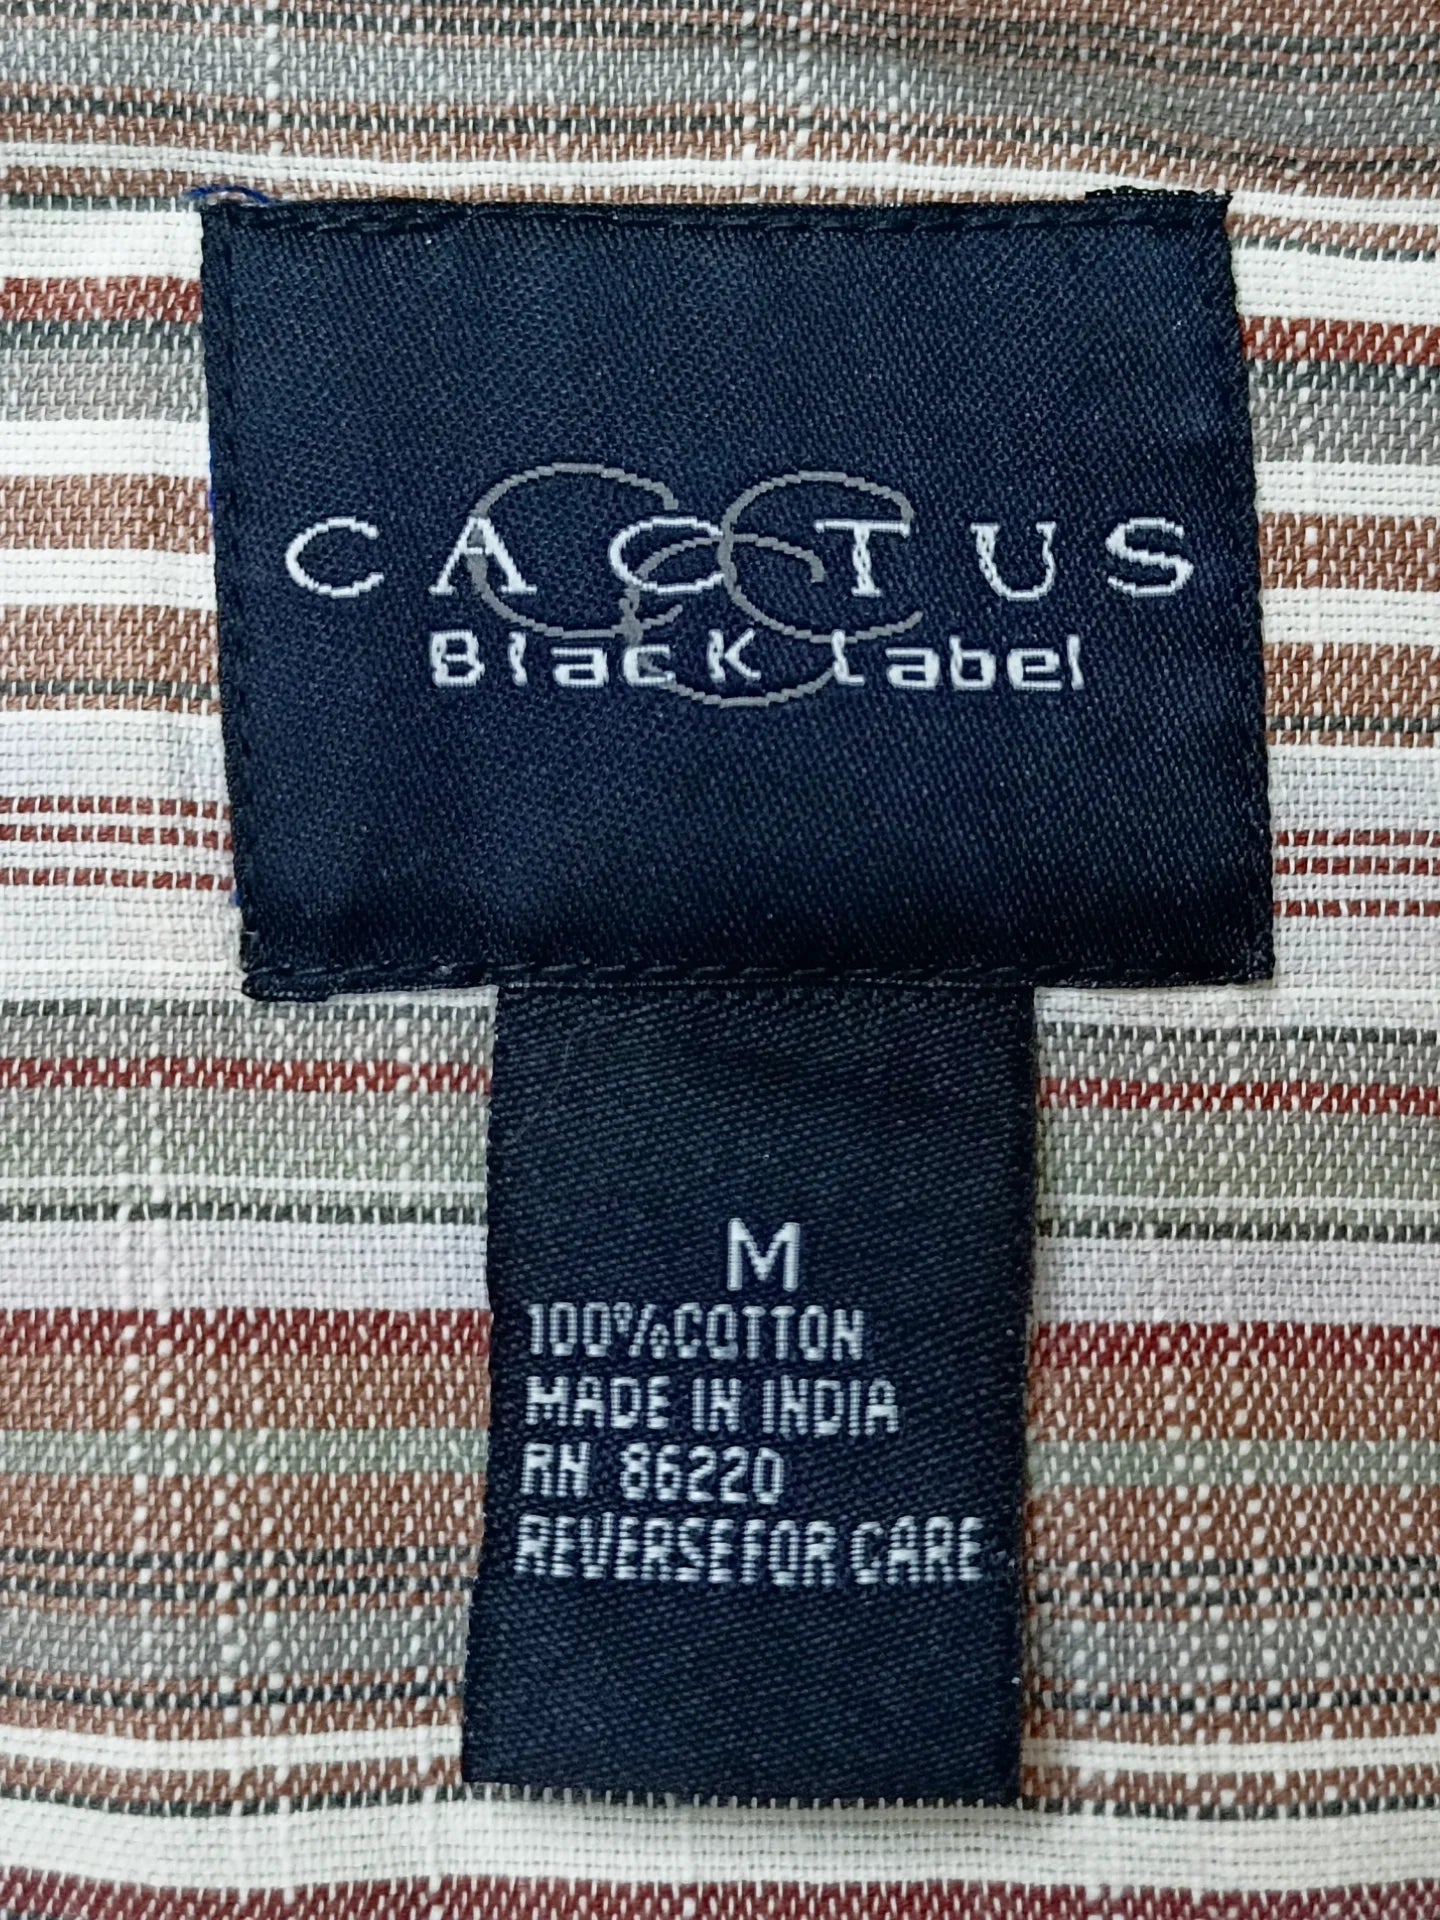 CACTUS
Black Label
M
100%COTTON
MADE IN INDIA
RN 86220
REVERSEFOR CARE